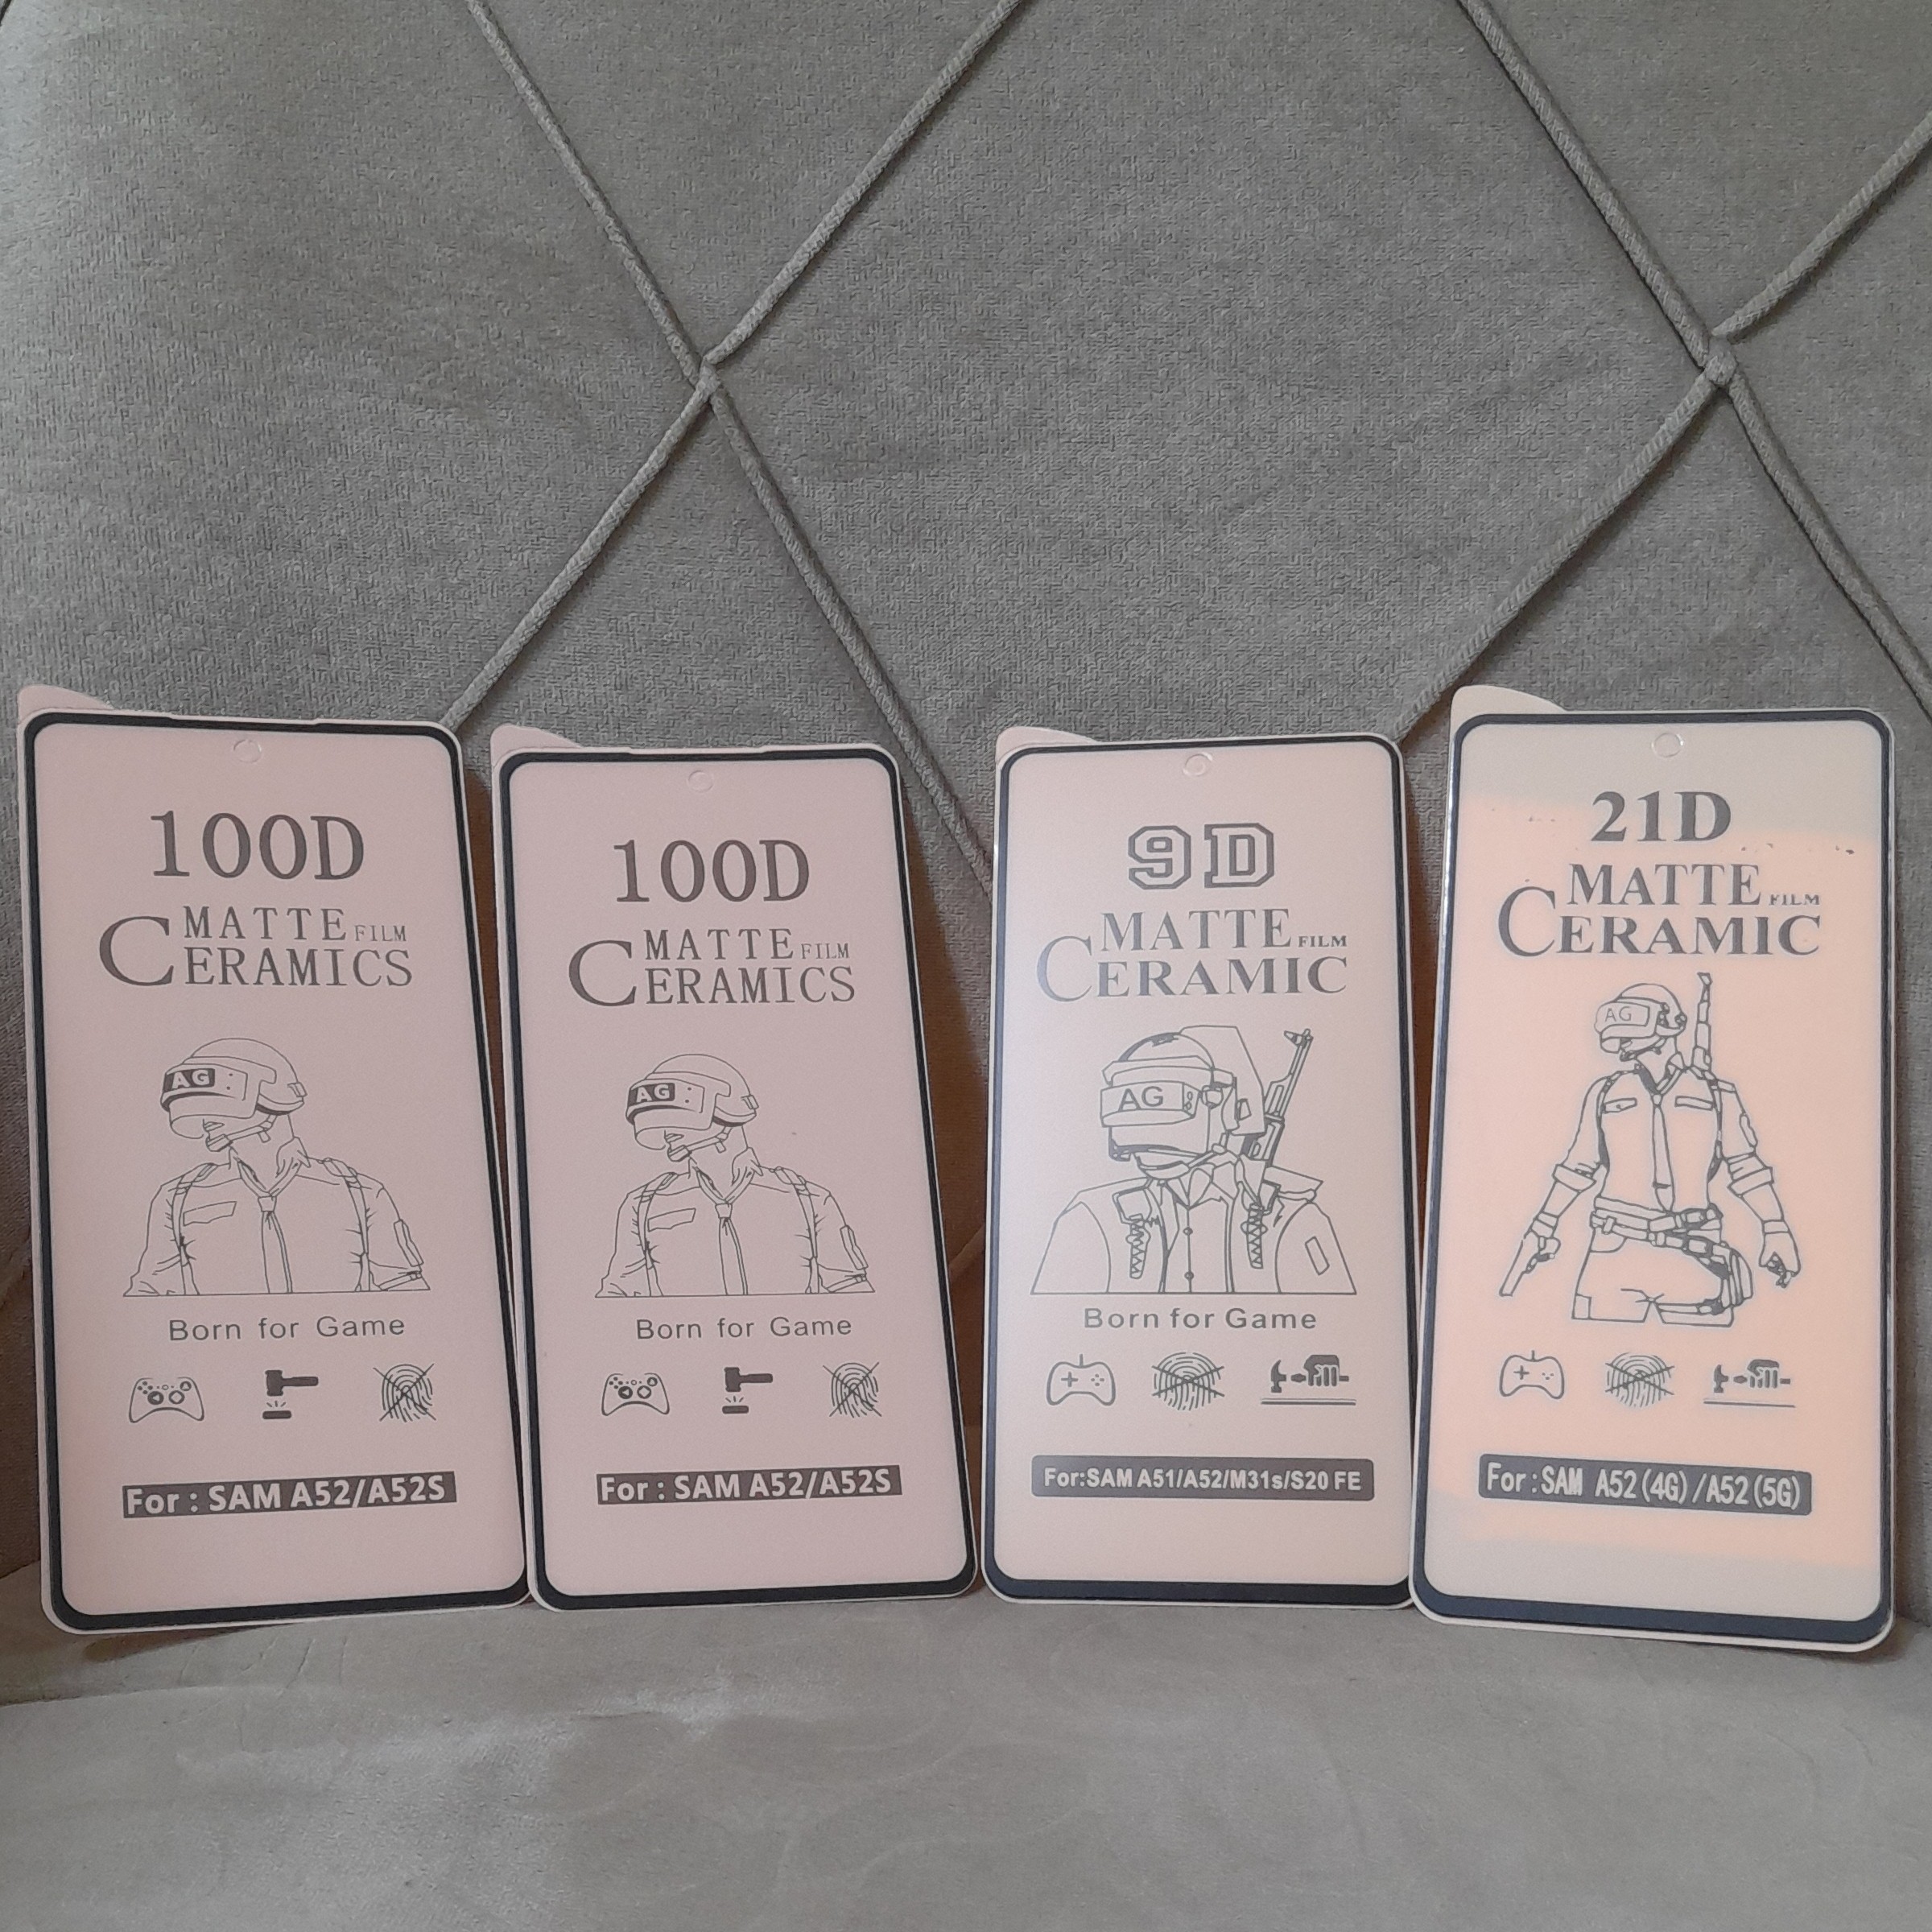 100D
MATTE FILM
CERAMICS
AG
Born for Game
For : SAM A52/A52S
100D
MATTE FILM
CERAMICS
AG
Born for Game
For : SAM A52/A52S
9D
MATTE FILM
CERAMIC
AG
Born for Game
For:SAM A51/A52/M31s/S20 FE
21D
MATTE FILM
CERAMIC
AG
For:SAM A52(4G)/A52(5G)